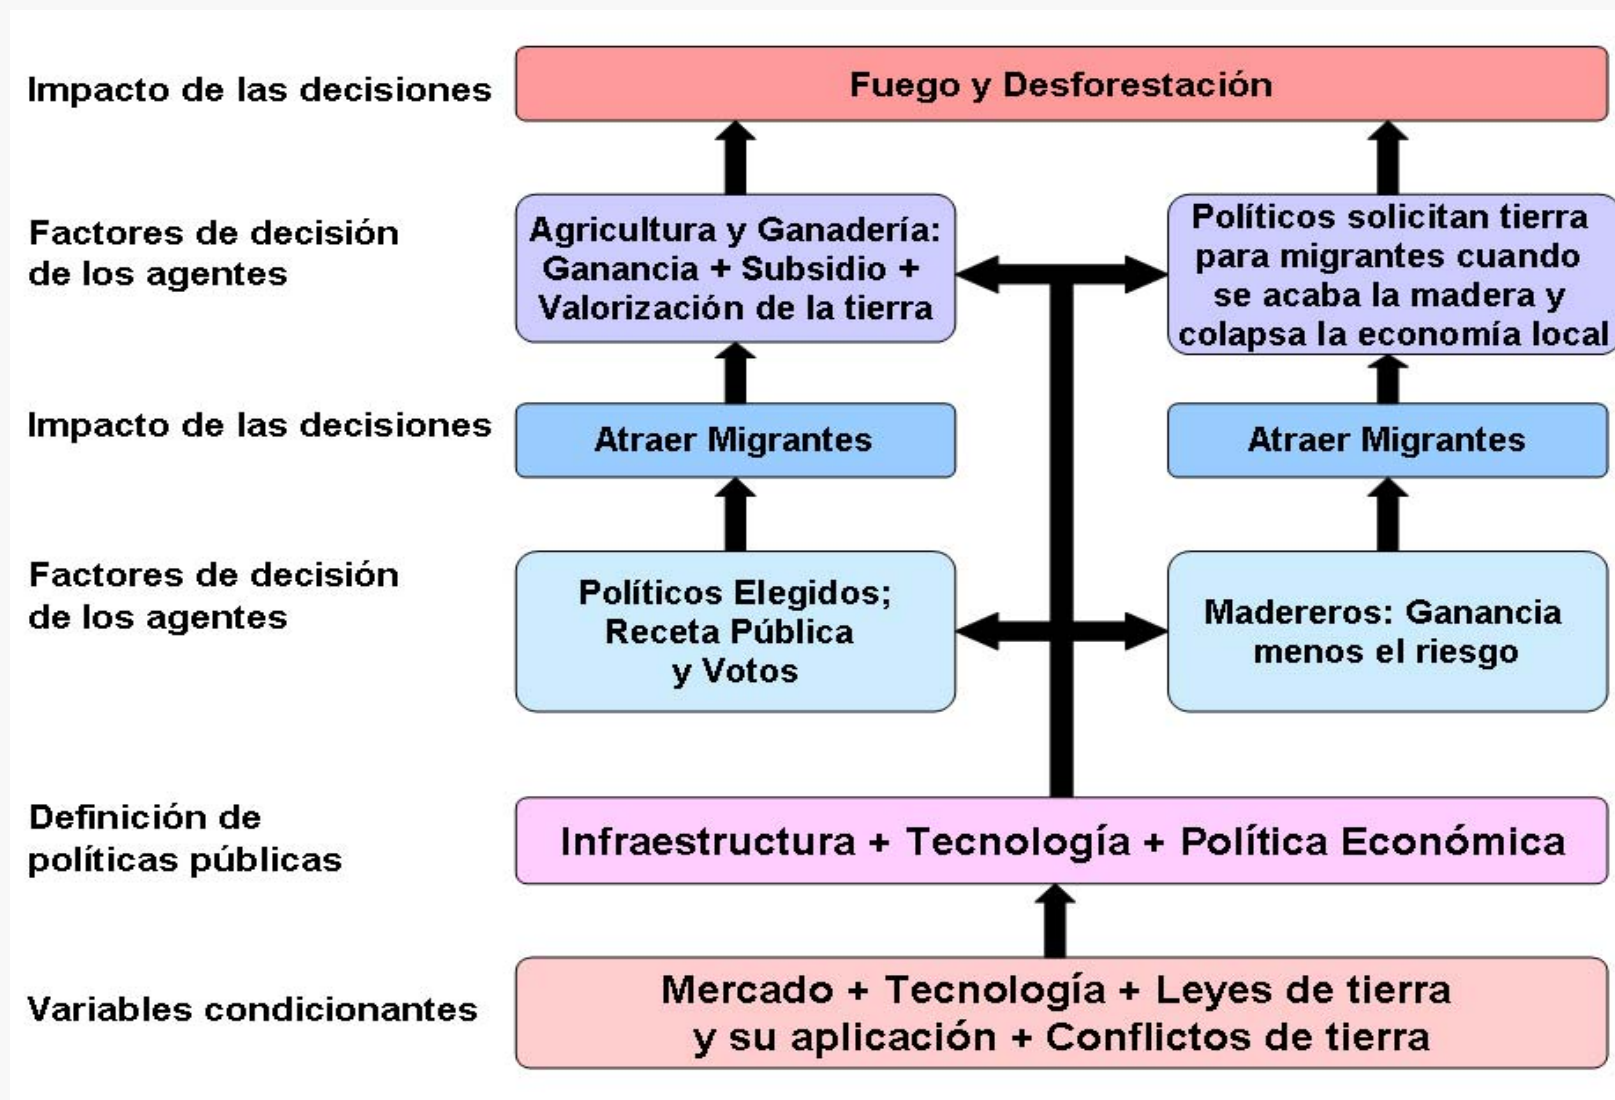 Impacto de las decisiones
Fuego y Desforestación
Factores de decisión
de los agentes
Agricultura y Ganadería:
Ganancia + Subsidio +
Valorización de la tierra
Políticos solicitan tierra
para migrantes cuando
se acaba la madera y
colapsa la economía local
Impacto de las decisiones
Atraer Migrantes
Atraer Migrantes
Factores de decisión
de los agentes
Políticos Elegidos;
Receta Pública
y Votos
Madereros: Ganancia
menos el riesgo
Definición de
políticas públicas
Infraestructura + Tecnología + Política Económica
Variables condicionantes
Mercado + Tecnología + Leyes de tierra
y su aplicación + Conflictos de tierra